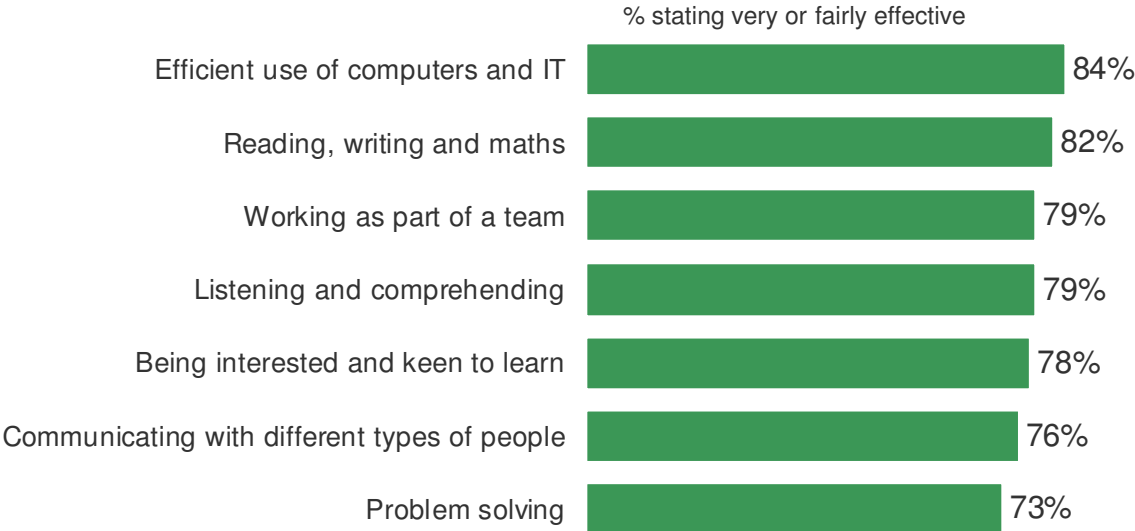 % stating very or fairly effective
Efficient use of computers and IT 84%
Reading, writing and maths 82%
Working as part of a team 79%
Listening and comprehending 79%
Being interested and keen to learn 78%
Communicating with different types of people 76%
Problem solving 73%